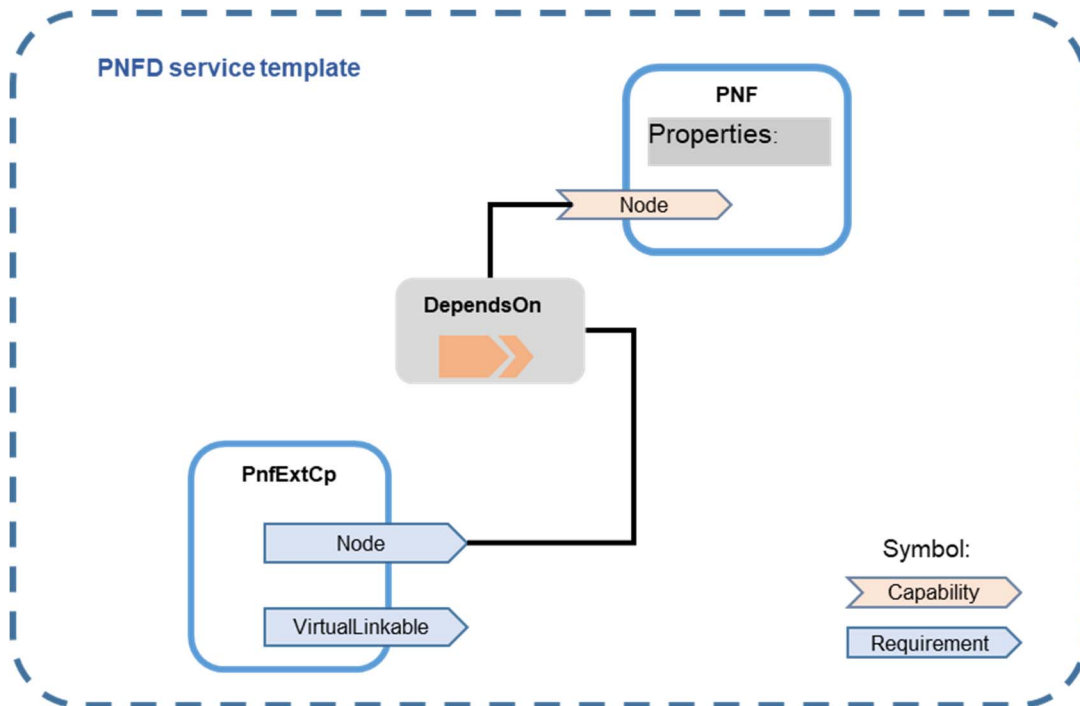 PNFD service template
PNF
Properties:
Node
DependsOn
PnfExtCp
Node
VirtualLinkable
Symbol:
Capability
Requirement